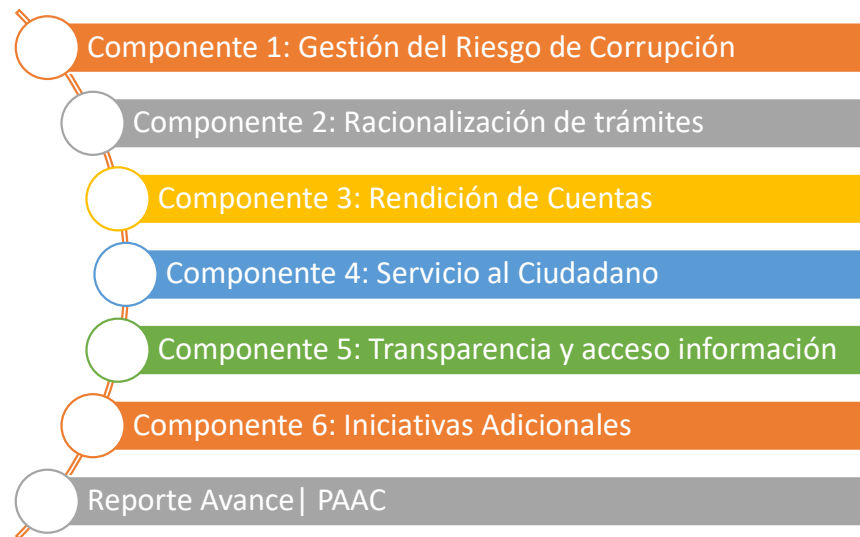 Componente 1: Gestión del Riesgo de Corrupción
Componente 2: Racionalización de trámites
Componente 3: Rendición de Cuentas
Componente 4: Servicio al Ciudadano
Componente 5: Transparencia y acceso información
Componente 6: Iniciativas Adicionales
Reporte Avance| PAAC